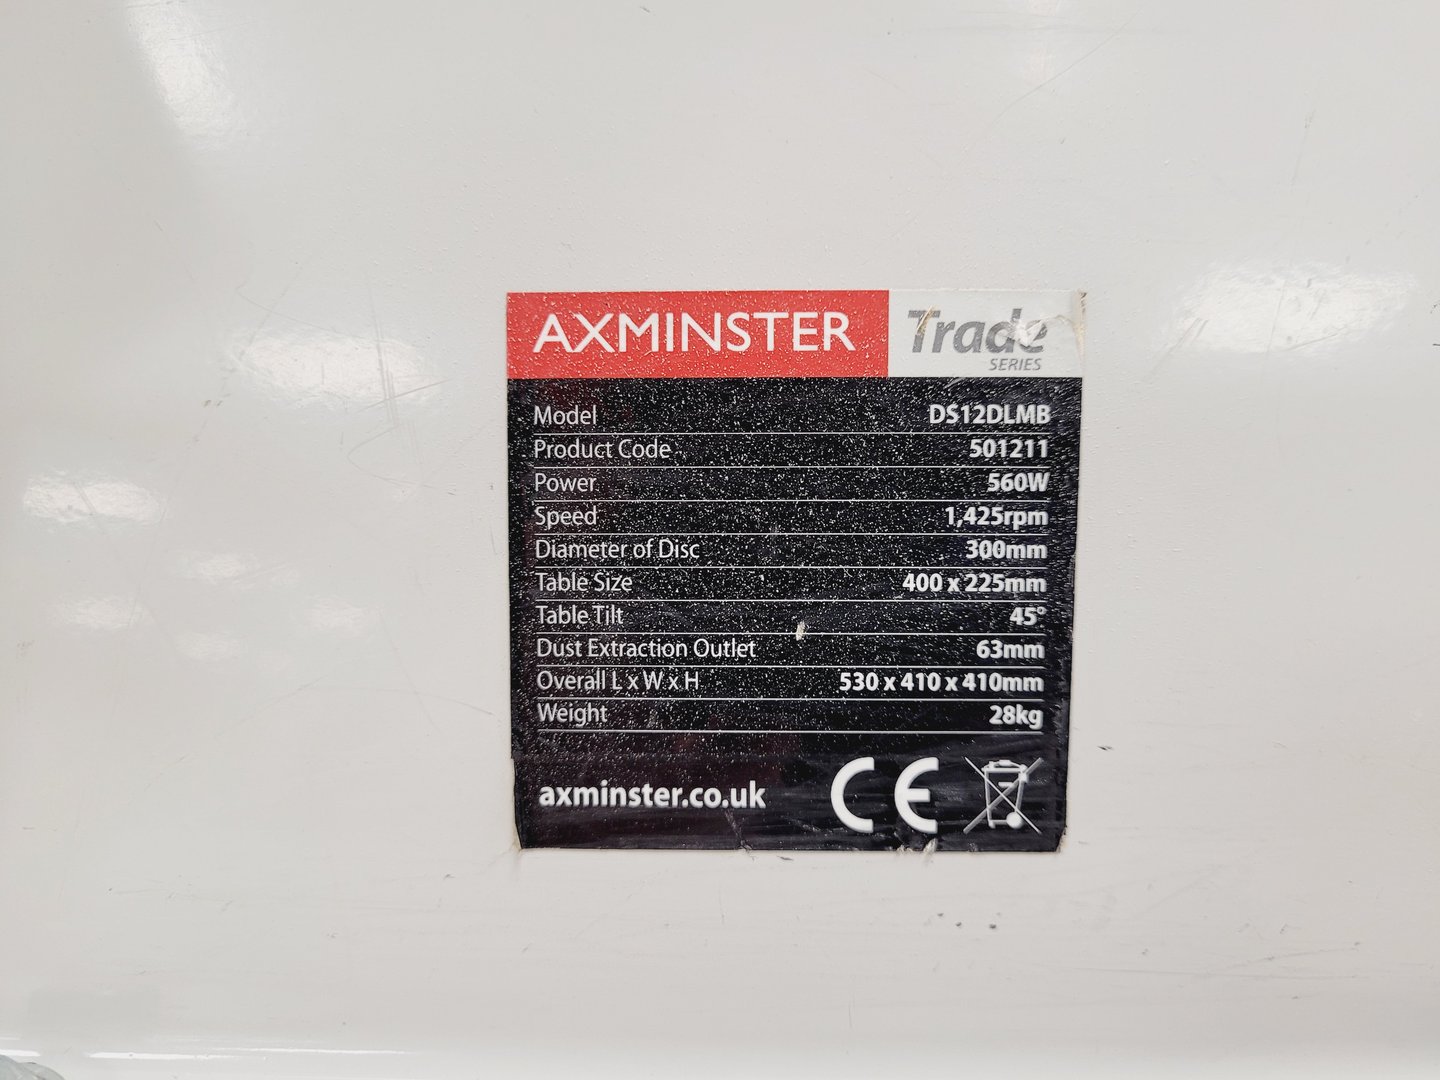 AXMINSTER Trade
SERIES
Model DS12DLMB
Product Code 501211
Power 560W
Speed 1,425rpm
Diameter of Disc 300mm
Table Size 400 x 225mm
Table Tilt 45°
Dust Extraction Outlet 63mm
Overall L x W x H 530 x 410 x 410mm
Weight 28kg
axminster.co.uk CE